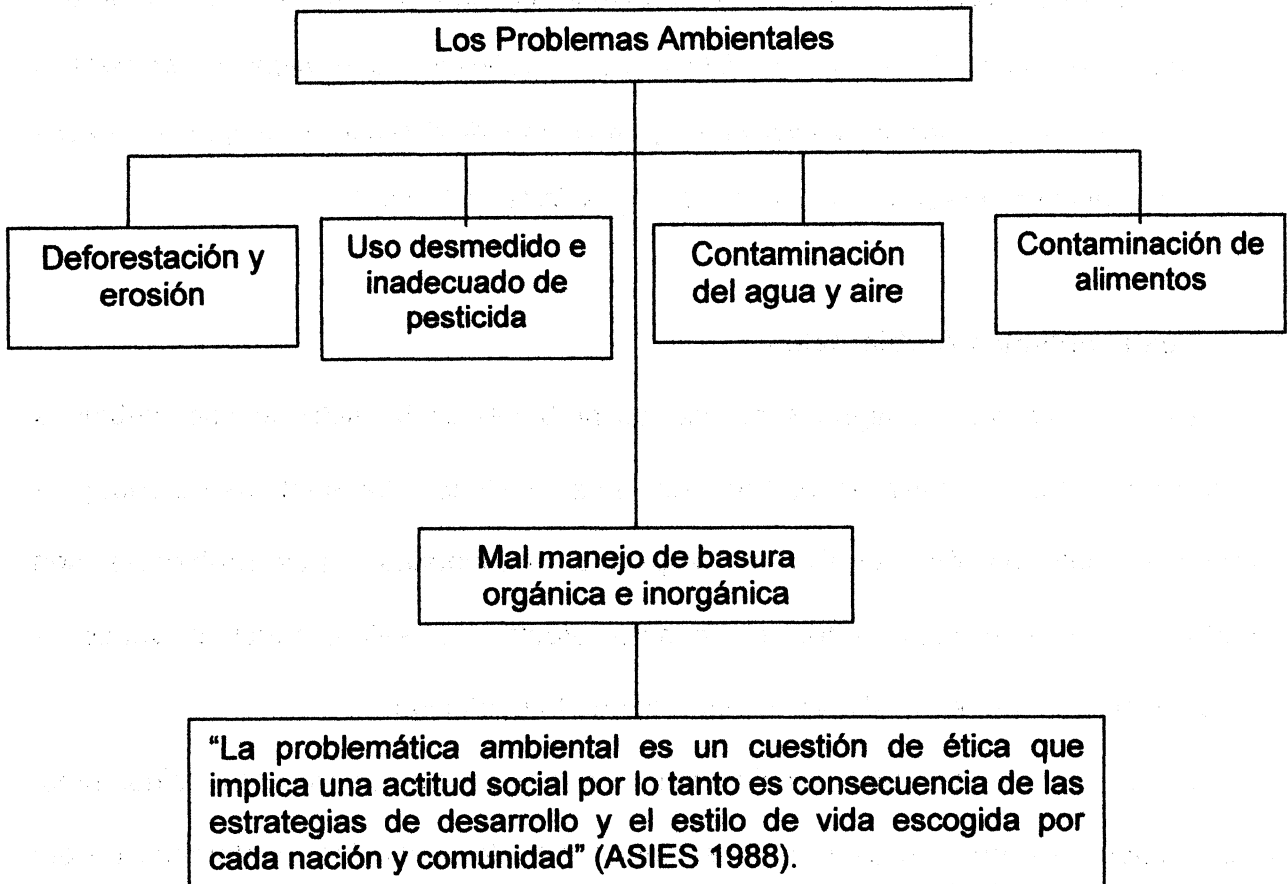 Los Problemas Ambientales
Deforestación y
erosión
Uso desmedido e
inadecuado de
pesticida
Contaminación
del agua y aire
Contaminación de
alimentos
Mal manejo de basura
orgánica e inorgánica
“La problemática ambiental es un cuestión de ética que
implica una actitud social por lo tanto es consecuencia de las
estrategias de desarrollo y el estilo de vida escogida por
cada nación y comunidad” (ASIES 1988).